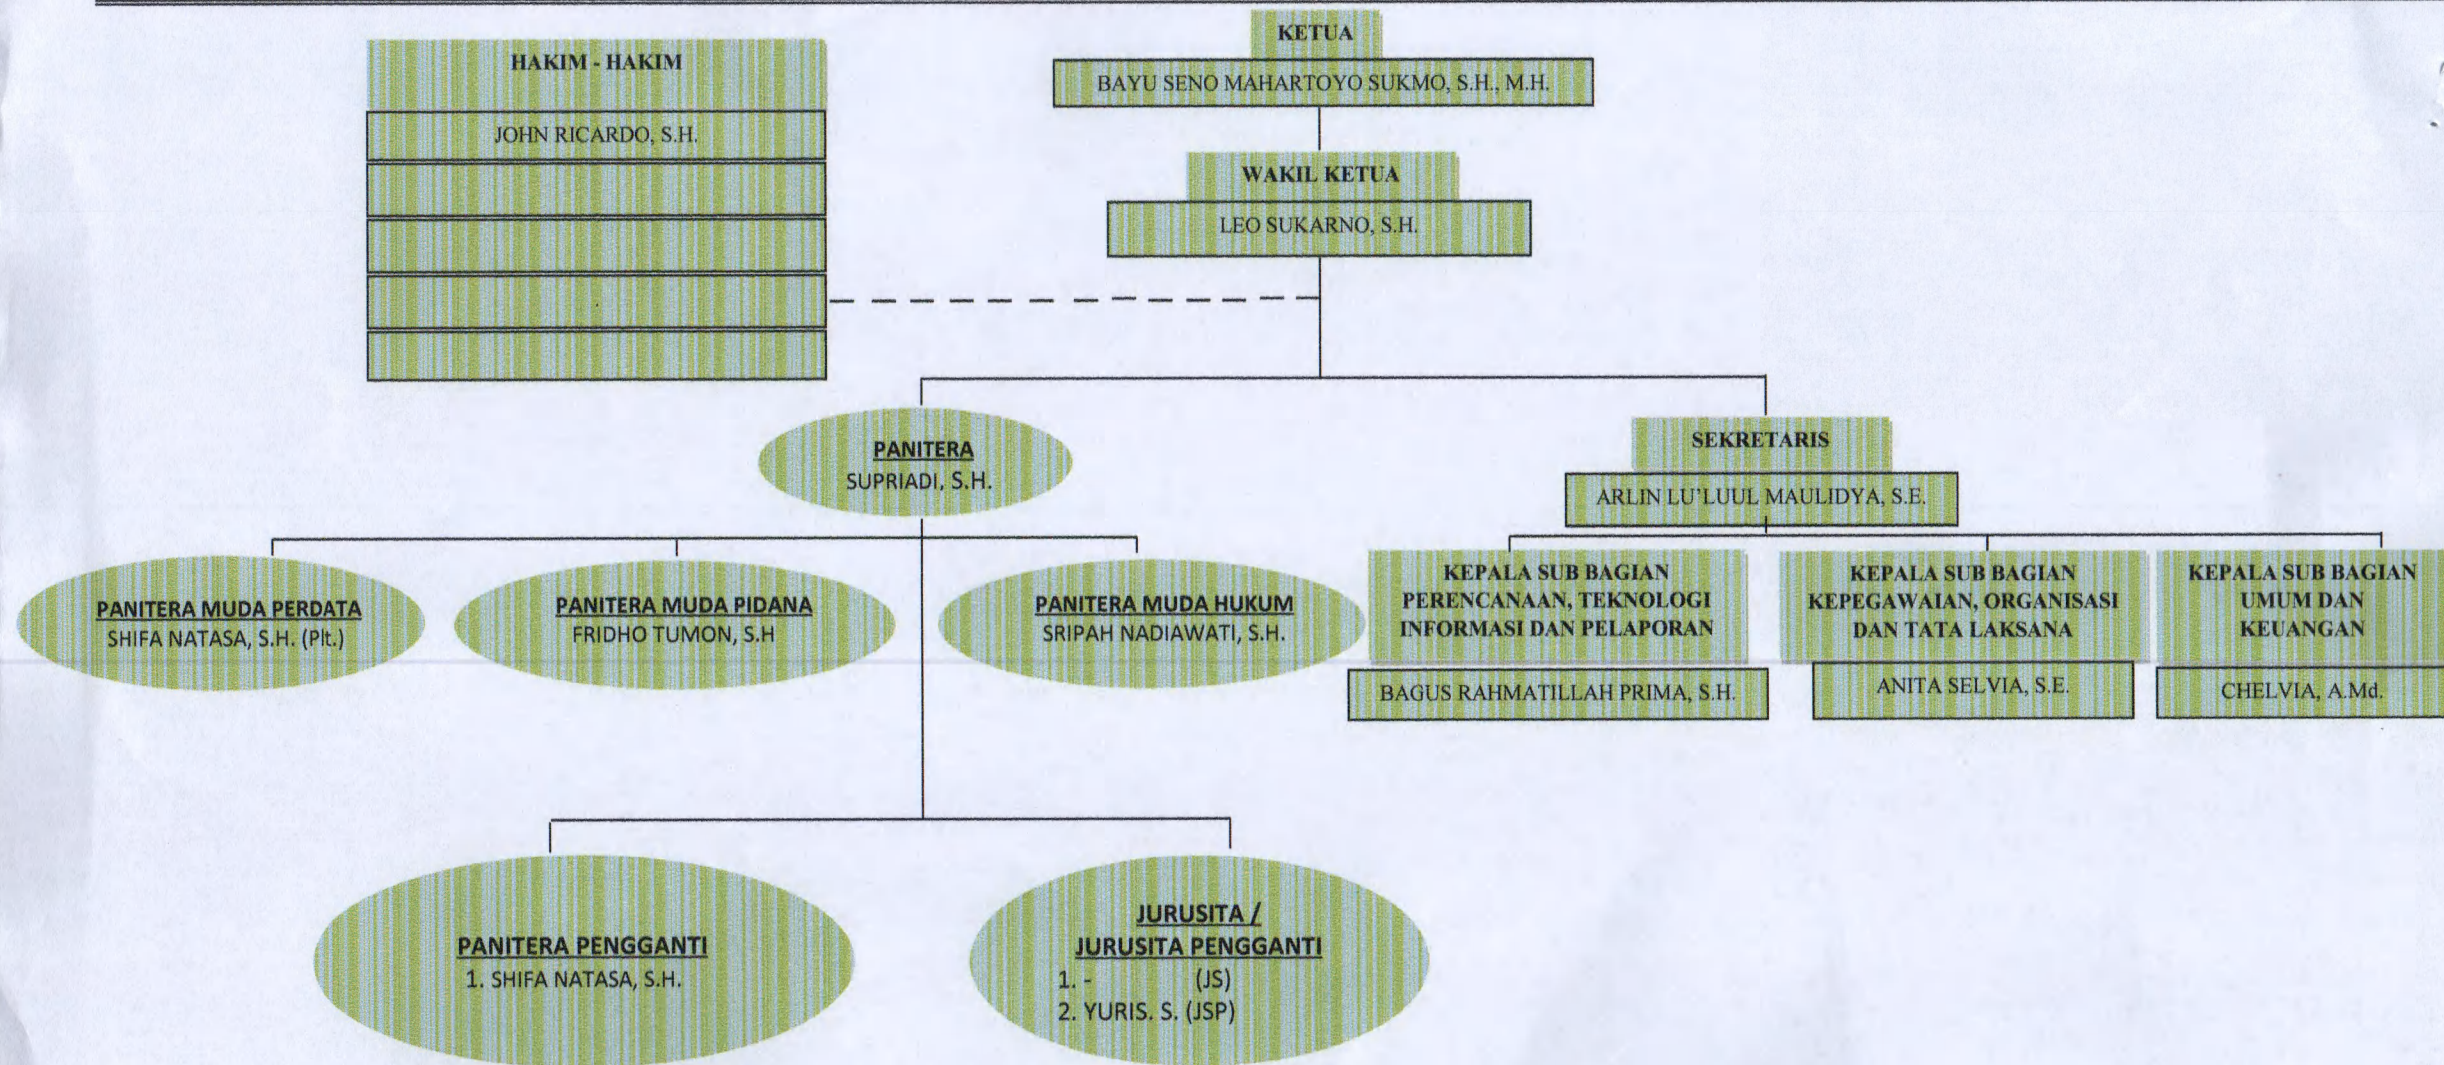 KETUA
BAYU SENO MAHARTOYO SUKMO, S.H., M.H.
HAKIM - HAKIM
JOHN RICARDO, S.H.
WAKIL KETUA
LEO SUKARNO, S.H.
PANITERA
SUPRIADI, S.H.
SEKRETARIS
ARLIN LU'LUUL MAULIDYA, S.E.
PANITERA MUDA PERDATA
SHIFA NATASA, S.H. (Plt.)
PANITERA MUDA PIDANA
FRIDHO TUMON, S.H
PANITERA MUDA HUKUM
SRIPAH NADIAWATI, S.H.
KEPALA SUB BAGIAN
PERENCANAAN, TEKNOLOGI
INFORMASI DAN PELAPORAN
BAGUS RAHMATILLAH PRIMA, S.H.
KEPALA SUB BAGIAN
KEPEGAWAIAN, ORGANISASI
DAN TATA LAKSANA
ANITA SELVIA, S.E.
KEPALA SUB BAGIAN
UMUM DAN
KEUANGAN
CHELVIA, A.Md.
PANITERA PENGGANTI
1. SHIFA NATASA, S.H.
JURUSITA /
JURUSITA PENGGANTI
1. - (JS)
2. YURIS. S. (JSP)